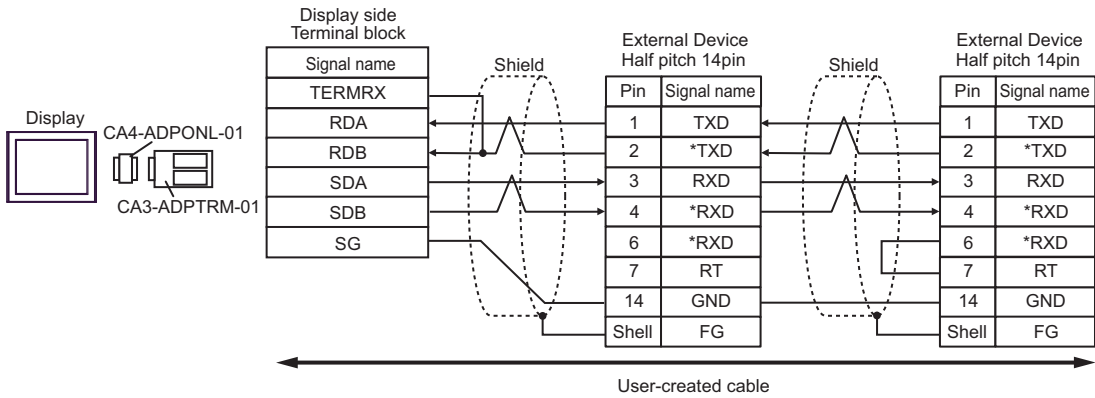 Display
CA4-ADPONL-01
CA3-ADPTRM-01
Display side
Terminal block
Signal name
TERMRX
RDA
RDB
SDA
SDB
SG
Shield
External Device
Half pitch 14pin
Pin Signal name
1 TXD
2 *TXD
3 RXD
4 *RXD
6 *RXD
7 RT
14 GND
Shell FG
Shield
External Device
Half pitch 14pin
Pin Signal name
1 TXD
2 *TXD
3 RXD
4 *RXD
6 *RXD
7 RT
14 GND
Shell FG
User-created cable